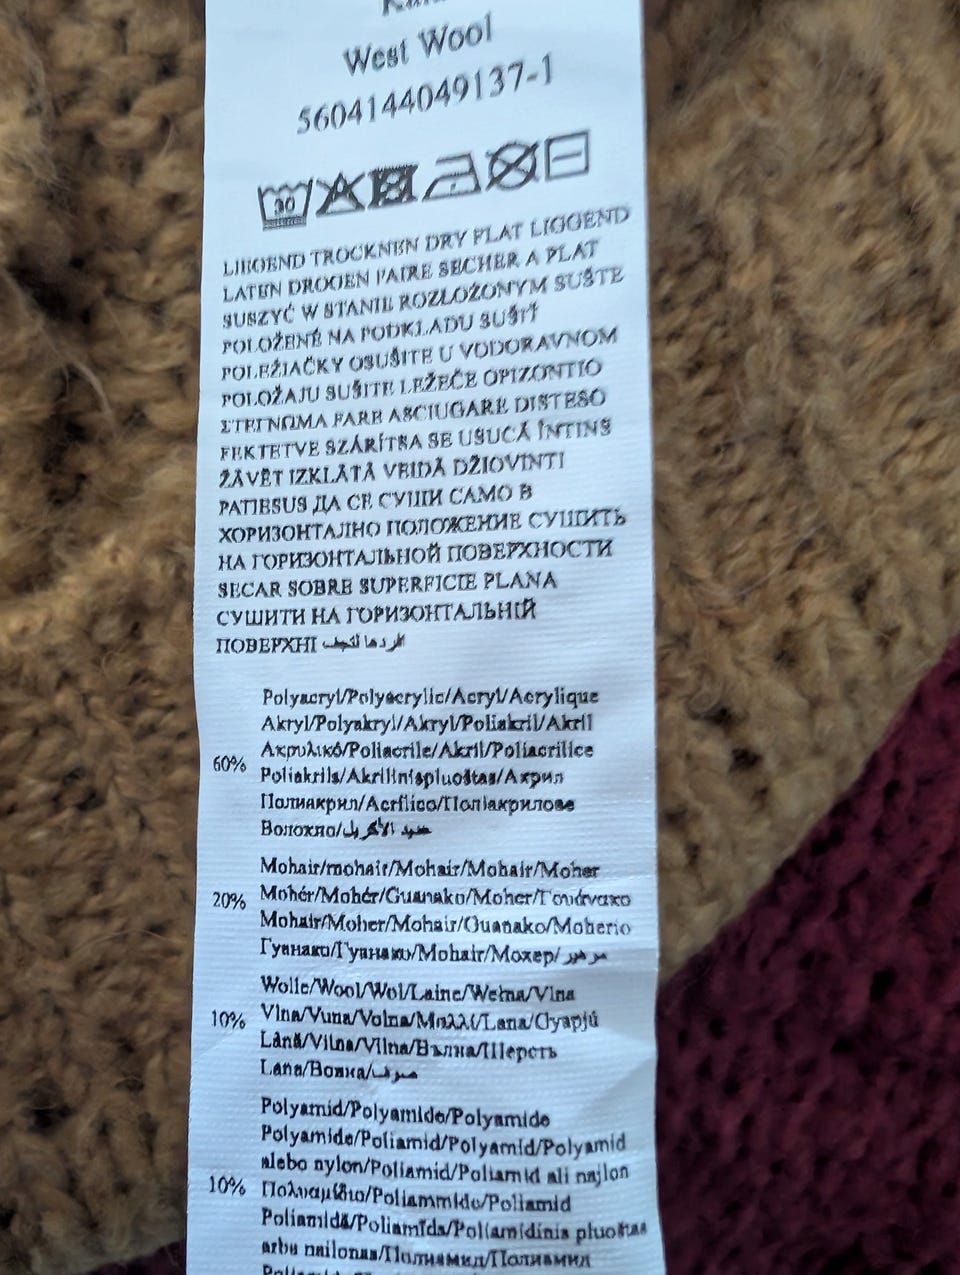 West Wool
5604144049137-1
30
LIEGEND TROCKNEN DRY FLAT LIGGEND
LATEN DROGEN FAIRE SECHER A PLAT
SUSZYĆ W STANIE ROZŁOŻONYM SUŠTE
POLOŽENÉ NA PODKLADU SUŠIŤ
POLEŽIAČKY OSUŠITE U VODORAVNOM
POLOŽAJU SUŠITE LEŽEČE ΟΡΙΖΟΝΤΙΟ
ΣΤΕΓΝΩΜΑ FARE ASCIUGARE DISTESO
FEKTETVE SZÁRÍTSA SE USUCĂ ÎNTINS
ŽĀVĒT IZKLĀTĀ VEIDĀ DŽIOVINTI
PATIESUS ДА СЕ СУШИ САМО В
ХОРИЗОНТАЛНО ПОЛОЖЕНИЕ СУШИТЬ
НА ГОРИЗОНТАЛЬНОЙ ПОВЕРХНОСТИ
SECAR SOBRE SUPERFICIE PLANA
СУШИТИ НА ГОРИЗОНТАЛЬНІЙ
ПОВЕРХНІ
Polyacryl/Polyacrylic/Acryl/Acrylique
Akryl/Polyakryl/Akryl/Poliakril/Akril
60% Ακρυλικό/Poliacrile/Akril/Poliacrilice
Poliakrils/Akrilinispluoštas/Акрил
Полиакрил/Acrílico/Поліакрилове
Волокно/
Mohair/mohair/Mohair/Mohair/Moher
20% Mohér/Mohér/Guanako/Moher/Γουάνακο
Mohair/Moher/Mohair/Guanako/Moherio
Гуанако/Гуанако/Mohair/Мохер/موهير
Wolle/Wool/Wol/Laine/Wełna/Vlna
10% Vlna/Vuna/Volna/Μαλλί/Lana/Gyapjú
Lână/Vilna/Vilna/Вълна/Шерсть
Lana/Вовна/صوف
Polyamid/Polyamide/Polyamide
Polyamide/Poliamid/Polyamid/Polyamid
alebo nylon/Poliamid/Poliamid ali najlon
10% Πολυαμίδιο/Poliammide/Poliamid
Poliamidă/Poliamīds/Poliamidinis pluoštas
arba nailonas/Полиамид/Полиамид